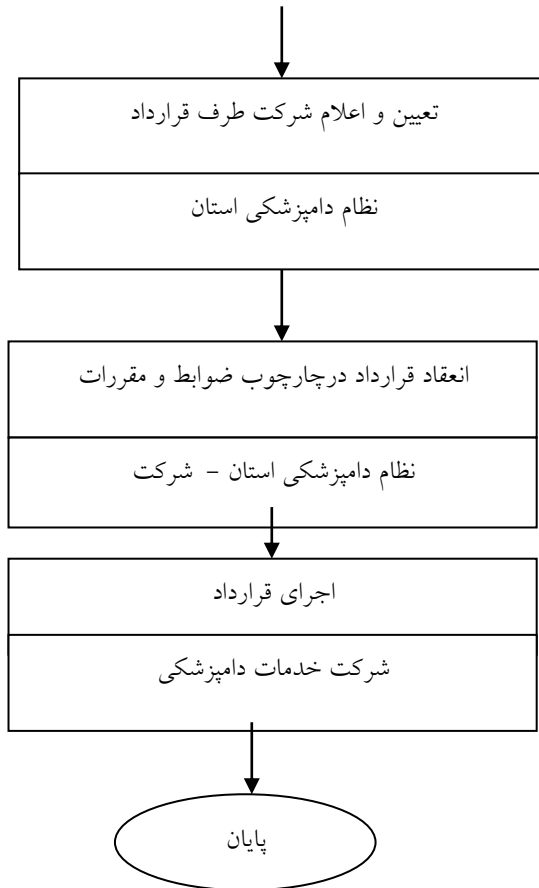 تعیین و اعلام شرکت طرف قرارداد
نظام دامپزشکی استان
انعقاد قرارداد درچارچوب ضوابط و مقررات
نظام دامپزشکی استان – شرکت
اجرای قرارداد
شرکت خدمات دامپزشکی
پایان